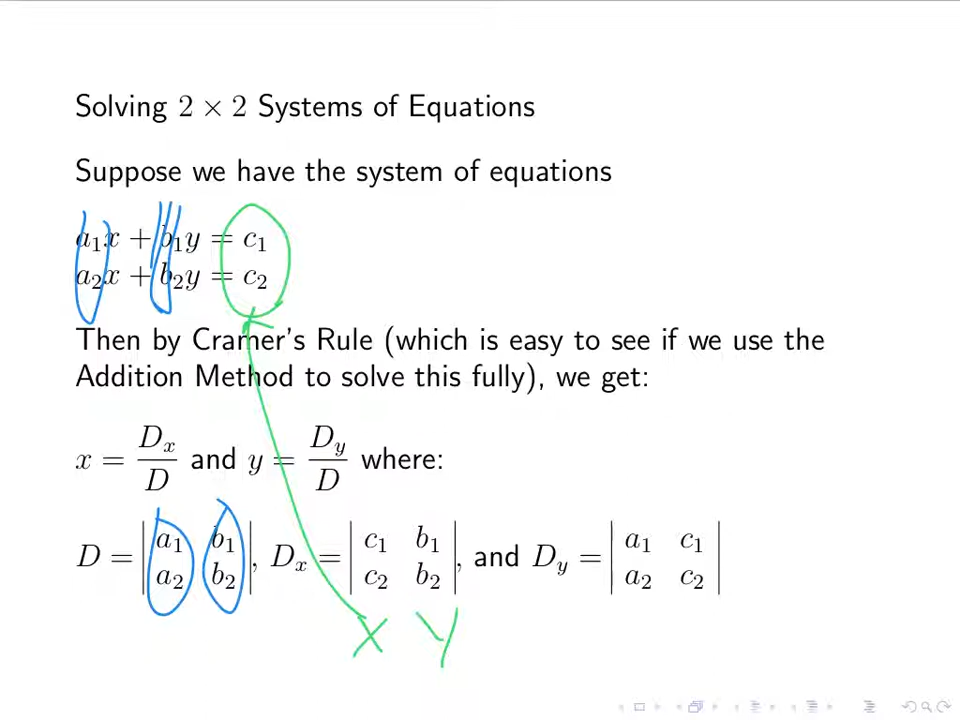 Solving 2 × 2 Systems of Equations
Suppose we have the system of equations
a₁x + b₁y = c₁
a₂x + b₂y = c₂
Then by Cramer's Rule (which is easy to see if we use the
Addition Method to solve this fully), we get:
x = Dₓ/D and y = D_y/D where:
D = |a₁ b₁; a₂ b₂|, Dₓ = |c₁ b₁; c₂ b₂|, and D_y = |a₁ c₁; a₂ c₂|
X Y